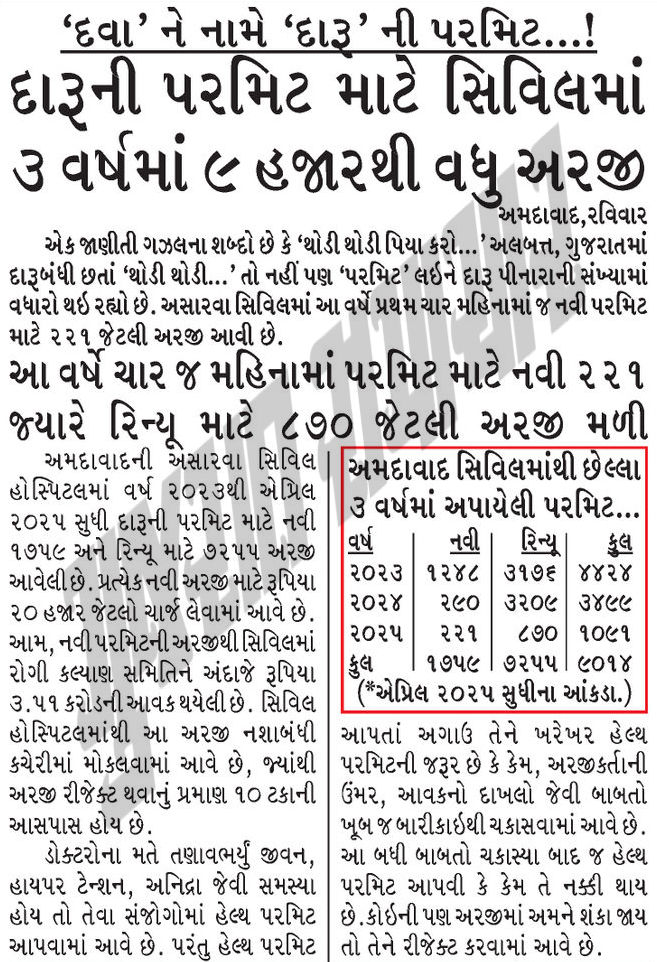 ‘દવા’ ને નામે ‘દારૂ’ ની પરમિટ...!
દારૂની પરમિટ માટે સિવિલમાં
૩ વર્ષમાં ૯ હજારથી વધુ અરજી
અમદાવાદ,રવિવાર
એક જાણીતી ગઝલના શબ્દો છે કે ‘થોડી થોડી પિયા કરો...’ અલબત્ત, ગુજરાતમાં
દારૂબંધી છતાં ‘થોડી થોડી...’ તો નહીં પણ ‘પરમિટ’ લઇને દારૂ પીનારાની સંખ્યામાં
વધારો થઇ રહ્યો છે. અસારવા સિવિલમાં આ વર્ષે પ્રથમ ચાર મહિનામાં જ નવી પરમિટ
માટે ૨૨૧ જેટલી અરજી આવી છે.
આ વર્ષે ચાર જ મહિનામાં પરમિટ માટે નવી ૨૨૧
જ્યારે રિન્યૂ માટે ૮૭૦ જેટલી અરજી મળી
અમદાવાદની અસારવા સિવિલ
હોસ્પિટલમાં વર્ષ ૨૦૨૩થી એપ્રિલ
૨૦૨૫ સુધી દારૂની પરમિટ માટે નવી
૧૭૫૯ અને રિન્યૂ માટે ૭૨૫૫ અરજી
આવેલી છે. પ્રત્યેક નવી અરજી માટે રૂપિયા
૨૦ હજાર જેટલો ચાર્જ લેવામાં આવે છે.
આમ, નવી પરમિટની અરજીથી સિવિલમાં
રોગી કલ્યાણ સમિતિને અંદાજે રૂપિયા
૩.૫૧ કરોડની આવક થયેલી છે. સિવિલ
હોસ્પિટલમાંથી આ અરજી નશાબંધી
કચેરીમાં મોકલવામાં આવે છે, જ્યાંથી
અરજી રીજેક્ટ થવાનું પ્રમાણ ૧૦ ટકાની
આસપાસ હોય છે.
ડોક્ટરોના મતે તણાવભર્યું જીવન,
હાયપર ટેન્શન, અનિદ્રા જેવી સમસ્યા
હોય તો તેવા સંજોગોમાં હેલ્થ પરમિટ
આપવામાં આવે છે. પરંતુ હેલ્થ પરમિટ
અમદાવાદ સિવિલમાંથી છેલ્લા
૩ વર્ષમાં અપાયેલી પરમિટ...
વર્ષ નવી રિન્યૂ કુલ
૨૦૨૩ ૧૨૪૮ ૩૧૭૬ ૪૪૨૪
૨૦૨૪ ૨૯૦ ૩૨૦૯ ૩૪૯૯
૨૦૨૫ ૨૨૧ ૮૭૦ ૧૦૯૧
કુલ ૧૭૫૯ ૭૨૫૫ ૯૦૧૪
(*એપ્રિલ ૨૦૨૫ સુધીના આંકડા.)
આપતાં અગાઉ તેને ખરેખર હેલ્થ
પરમિટની જરૂર છે કે કેમ, અરજીકર્તાની
ઉંમર, આવકનો દાખલો જેવી બાબતો
ખૂબ જ બારીકાઇથી ચકાસવામાં આવે છે.
આ બધી બાબતો ચકાસ્યા બાદ જ હેલ્થ
પરમિટ આપવી કે કેમ તે નક્કી થાય
છે. કોઇની પણ અરજીમાં અમને શંકા જાય
તો તેને રીજેક્ટ કરવામાં આવે છે.
ગુજરાત સમાચાર